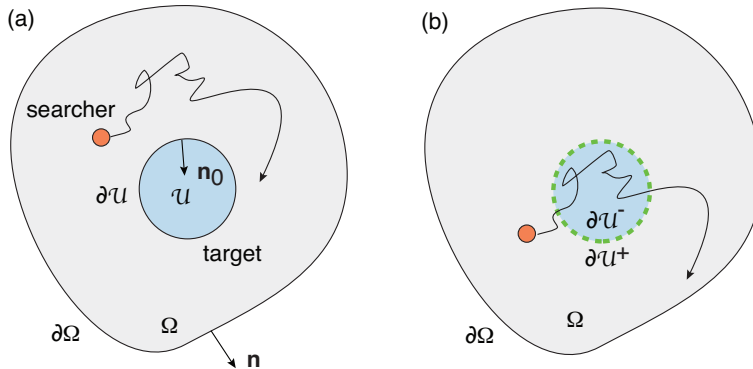 (a)
searcher
n₀
∂𝒰
𝒰
target
∂Ω
Ω
n
(b)
∂𝒰⁻
∂𝒰⁺
Ω
∂Ω